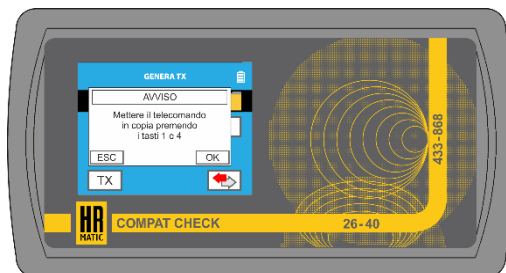 GENERA TX
AVVISO
Mettere il telecomando
in copia premendo
i tasti 1 e 4
ESC
OK
TX
433-868
HR
MATIC
COMPAT CHECK
26-40